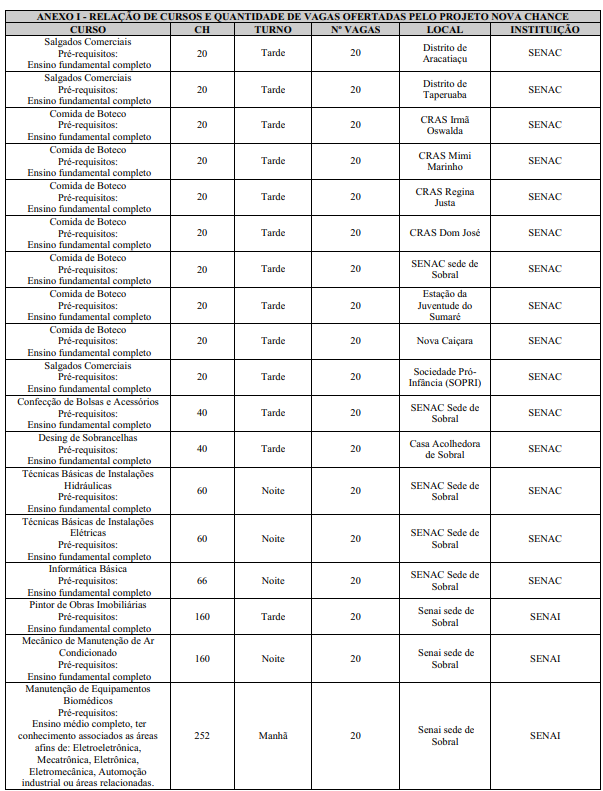 ANEXO I - RELAÇÃO DE CURSOS E QUANTIDADE DE VAGAS OFERTADAS PELO PROJETO NOVA CHANCE
CURSO CH TURNO Nº VAGAS LOCAL INSTITUIÇÃO
Salgados Comerciais
Pré-requisitos:
Ensino fundamental completo
20 Tarde 20
Distrito de
Aracatiaçu
SENAC
Salgados Comerciais
Pré-requisitos:
Ensino fundamental completo
20 Tarde 20
Distrito de
Taperuaba
SENAC
Comida de Boteco
Pré-requisitos:
Ensino fundamental completo
20 Tarde 20
CRAS Irmã
Oswalda
SENAC
Comida de Boteco
Pré-requisitos:
Ensino fundamental completo
20 Tarde 20
CRAS Mimi
Marinho
SENAC
Comida de Boteco
Pré-requisitos:
Ensino fundamental completo
20 Tarde 20
CRAS Regina
Justa
SENAC
Comida de Boteco
Pré-requisitos:
Ensino fundamental completo
20 Tarde 20
CRAS Dom José
SENAC
Comida de Boteco
Pré-requisitos:
Ensino fundamental completo
20 Tarde 20
SENAC sede de
Sobral
SENAC
Comida de Boteco
Pré-requisitos:
Ensino fundamental completo
20 Tarde 20
Estação da
Juventude do
Sumaré
SENAC
Comida de Boteco
Pré-requisitos:
Ensino fundamental completo
20 Tarde 20
Nova Caiçara
SENAC
Salgados Comerciais
Pré-requisitos:
Ensino fundamental completo
20 Tarde 20
Sociedade Pró-
Infância (SOPRI)
SENAC
Confecção de Bolsas e Acessórios
Pré-requisitos:
Ensino fundamental completo
40 Tarde 20
SENAC Sede de
Sobral
SENAC
Desing de Sobrancelhas
Pré-requisitos:
Ensino fundamental completo
40 Tarde 20
Casa Acolhedora
de Sobral
SENAC
Técnicas Básicas de Instalações
Hidráulicas
Pré-requisitos:
Ensino fundamental completo
60 Noite 20
SENAC Sede de
Sobral
SENAC
Técnicas Básicas de Instalações
Elétricas
Pré-requisitos:
Ensino fundamental completo
60 Noite 20
SENAC Sede de
Sobral
SENAC
Informática Básica
Pré-requisitos:
Ensino fundamental completo
66 Noite 20
SENAC Sede de
Sobral
SENAC
Pintor de Obras Imobiliárias
Pré-requisitos:
Ensino fundamental completo
160 Tarde 20
Senai sede de
Sobral
SENAI
Mecânico de Manutenção de Ar
Condicionado
Pré-requisitos:
Ensino fundamental completo
160 Noite 20
Senai sede de
Sobral
SENAI
Manutenção de Equipamentos
Biomédicos
Pré-requisitos:
Ensino médio completo, ter
conhecimento associados as áreas
afins de: Eletroeletrônica,
Mecatrônica, Eletrônica,
Eletromecânica, Automoção
industrial ou áreas relacionadas.
252 Manhã 20
Senai sede de
Sobral
SENAI